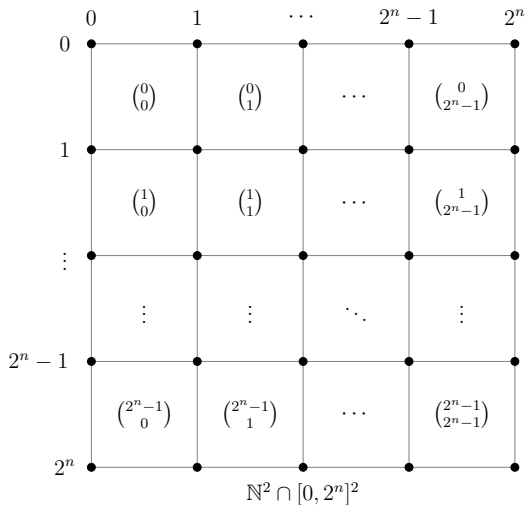 0 1 ⋯ 2ⁿ − 1 2ⁿ
0
(0 0) (0 1) ⋯ (0 2ⁿ−1)
1
(1 0) (1 1) ⋯ (1 2ⁿ−1)
⋮
⋮ ⋮ ⋱ ⋮
2ⁿ − 1
(2ⁿ−1 0) (2ⁿ−1 1) ⋯ (2ⁿ−1 2ⁿ−1)
2ⁿ
ℕ² ∩ [0, 2ⁿ]²